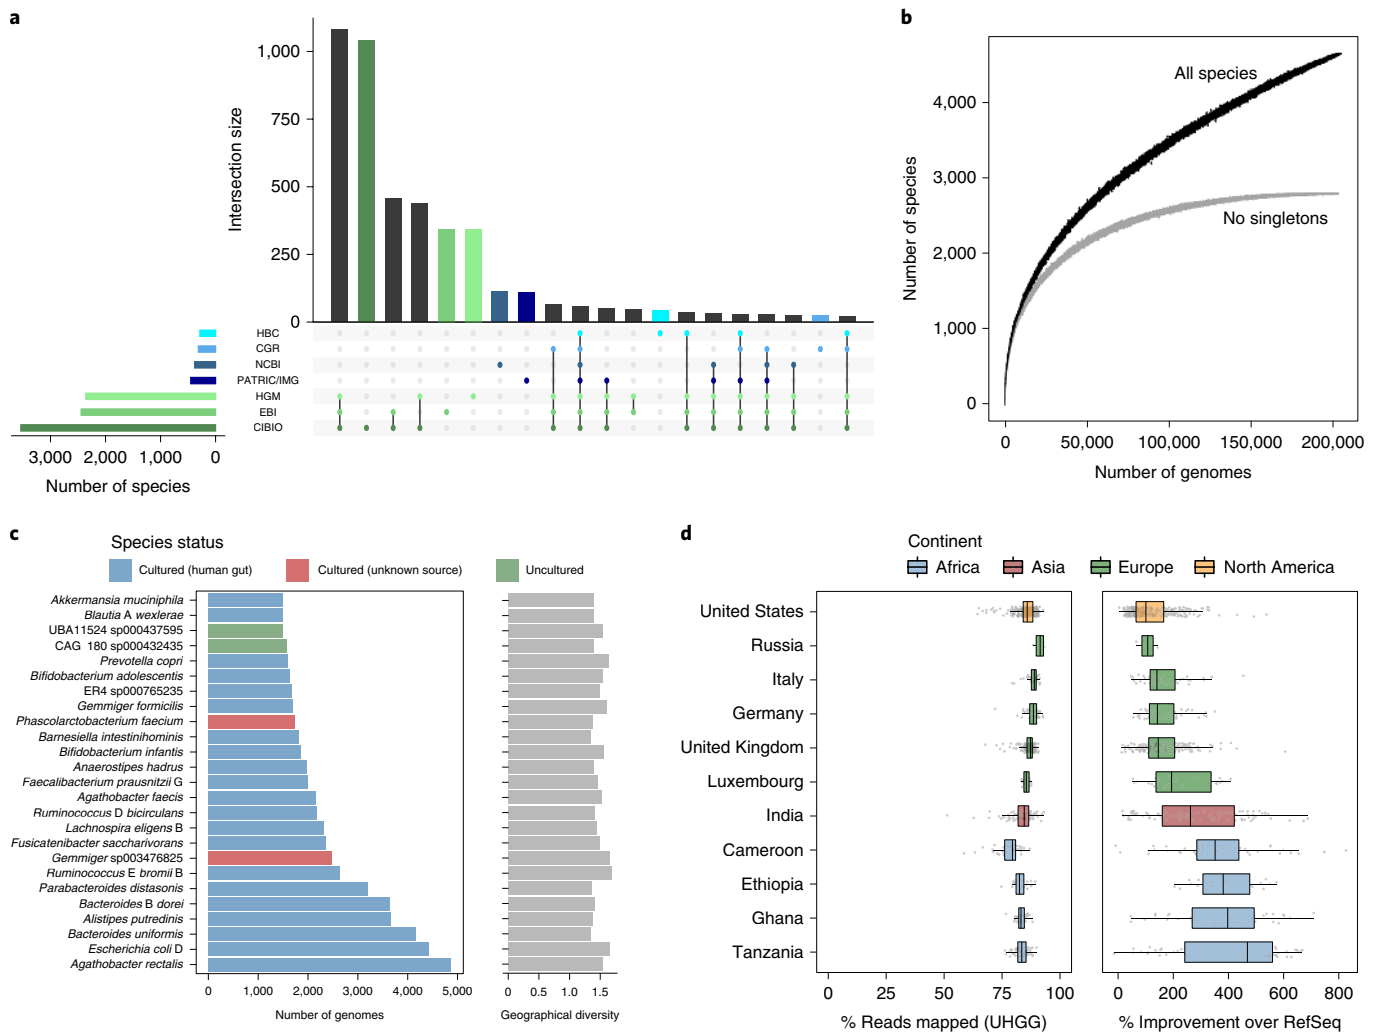 a
Intersection size
1,000
750
500
250
0
HBC
CGR
NCBI
PATRIC/IMG
HGM
EBI
CIBIO
3,000 2,000 1,000 0
Number of species
b
Number of species
4,000
3,000
2,000
1,000
0
All species
No singletons
0 50,000 100,000 150,000 200,000
Number of genomes
c
Species status
Cultured (human gut) Cultured (unknown source) Uncultured
Akkermansia muciniphila
Blautia A wexlerae
UBA11524 sp000437595
CAG 180 sp000432435
Prevotella copri
Bifidobacterium adolescentis
ER4 sp000765235
Gemmiger formicilis
Phascolarctobacterium faecium
Barnesiella intestinihominis
Bifidobacterium infantis
Anaerostipes hadrus
Faecalibacterium prausnitzii G
Agathobacter faecis
Ruminococcus D bicirculans
Lachnospira eligens B
Fusicatenibacter saccharivorans
Gemmiger sp003476825
Ruminococcus E bromii B
Parabacteroides distasonis
Bacteroides B dorei
Alistipes putredinis
Bacteroides uniformis
Escherichia coli D
Agathobacter rectalis
0 1,000 2,000 3,000 4,000 5,000
Number of genomes
0 0.5 1.0 1.5
Geographical diversity
d
Continent
Africa Asia Europe North America
United States
Russia
Italy
Germany
United Kingdom
Luxembourg
India
Cameroon
Ethiopia
Ghana
Tanzania
0 25 50 75 100
% Reads mapped (UHGG)
0 200 400 600 800
% Improvement over RefSeq